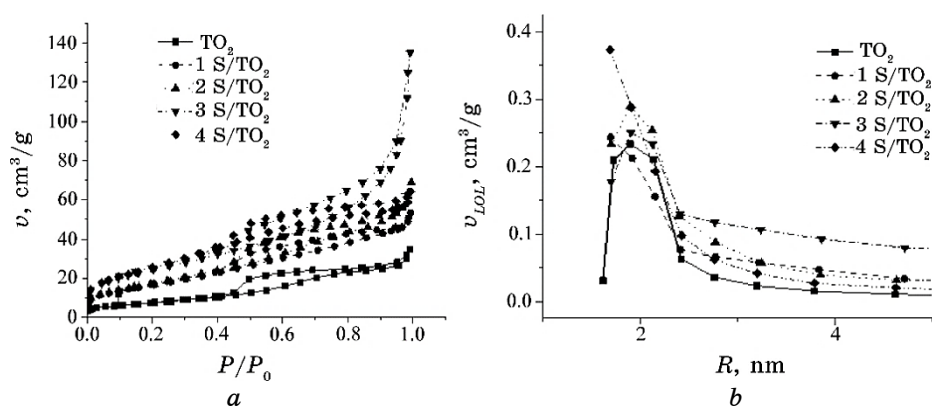 140
120
100
80
60
40
20
0
υ, cm³/g
TO₂
1 S/TO₂
2 S/TO₂
3 S/TO₂
4 S/TO₂
0.0 0.2 0.4 0.6 0.8 1.0
P/P₀
a
0.4
0.3
0.2
0.1
0.0
υ_LOL, cm³/g
TO₂
1 S/TO₂
2 S/TO₂
3 S/TO₂
4 S/TO₂
2 4
R, nm
b